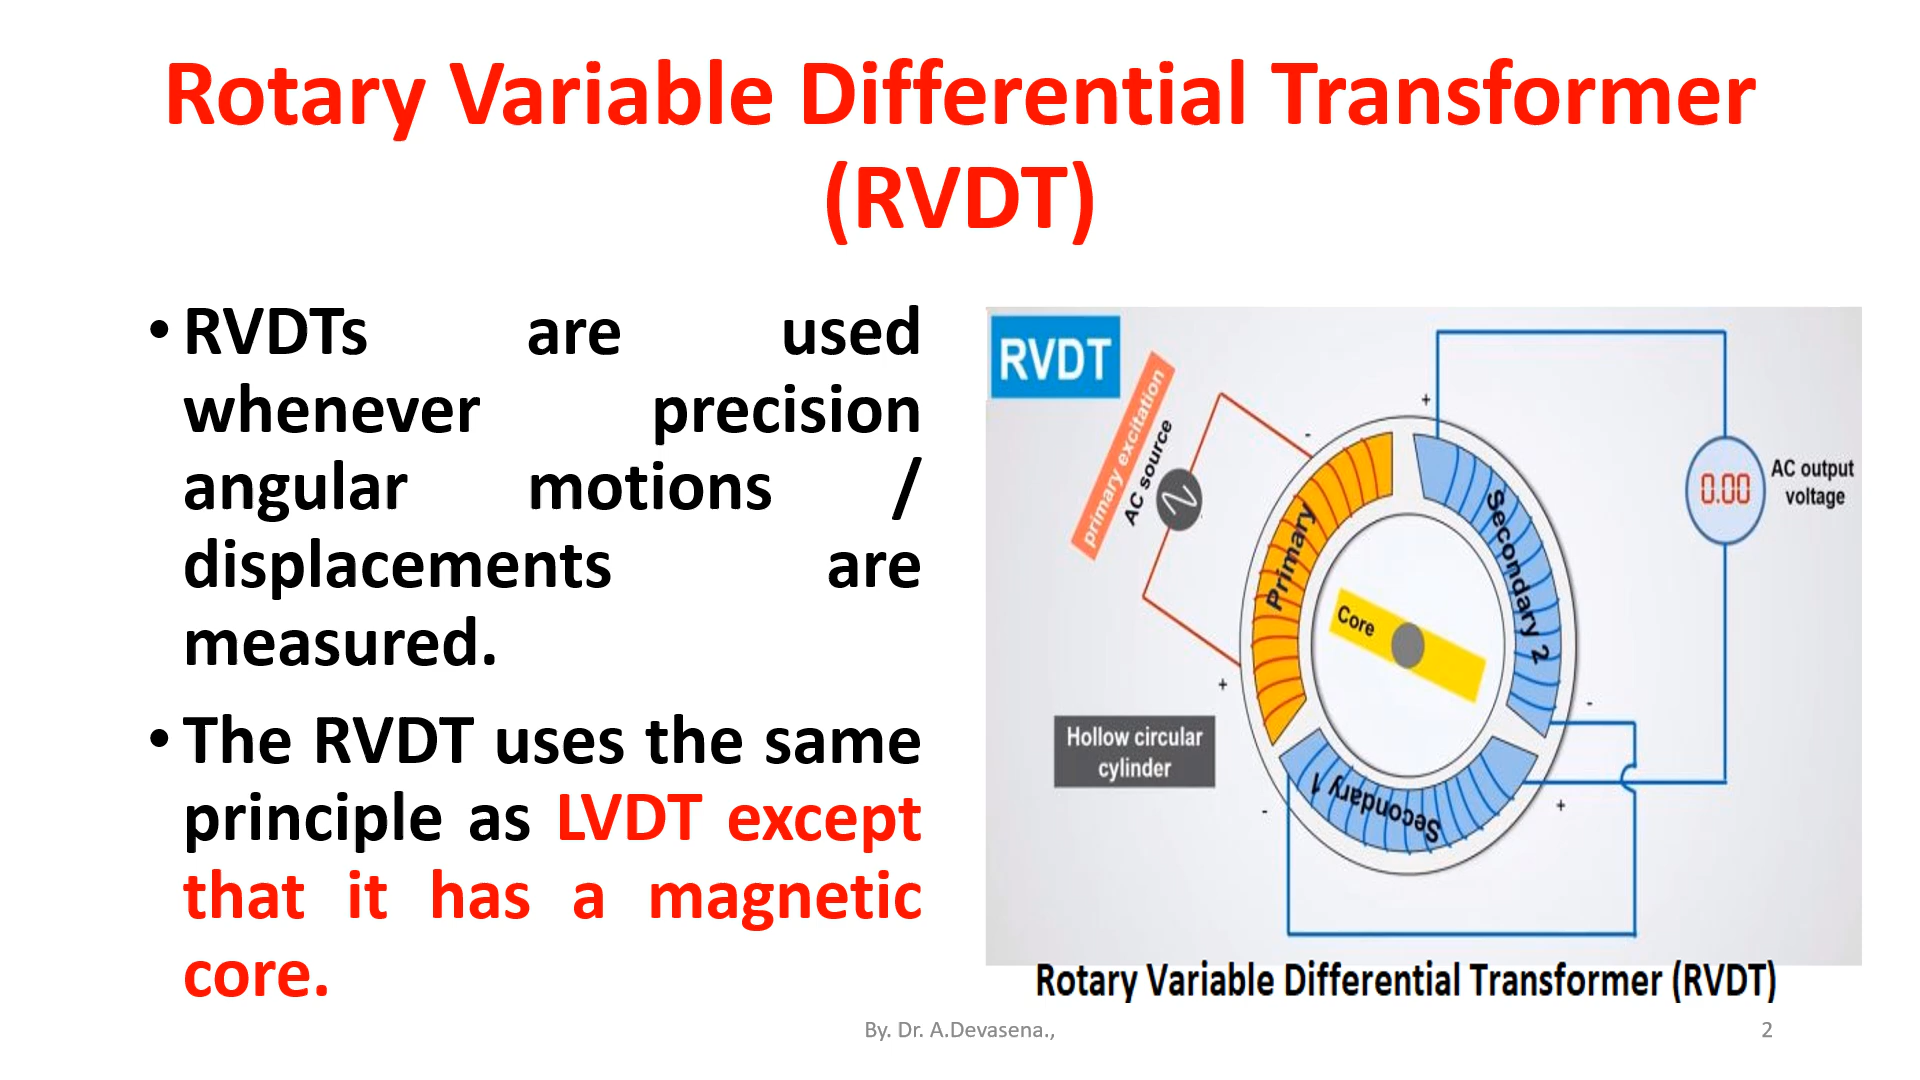 Rotary Variable Differential Transformer
(RVDT)
• RVDTs are used
whenever precision
angular motions /
displacements are
measured.
• The RVDT uses the same
principle as LVDT except
that it has a magnetic
core.
RVDT
primary excitation
AC source
-
+
+
Primary
Secondary 2
Core
AC output
voltage
0.00
-
Hollow circular
cylinder
Secondary 1
-
+
Rotary Variable Differential Transformer (RVDT)
By. Dr. A.Devasena.,
2